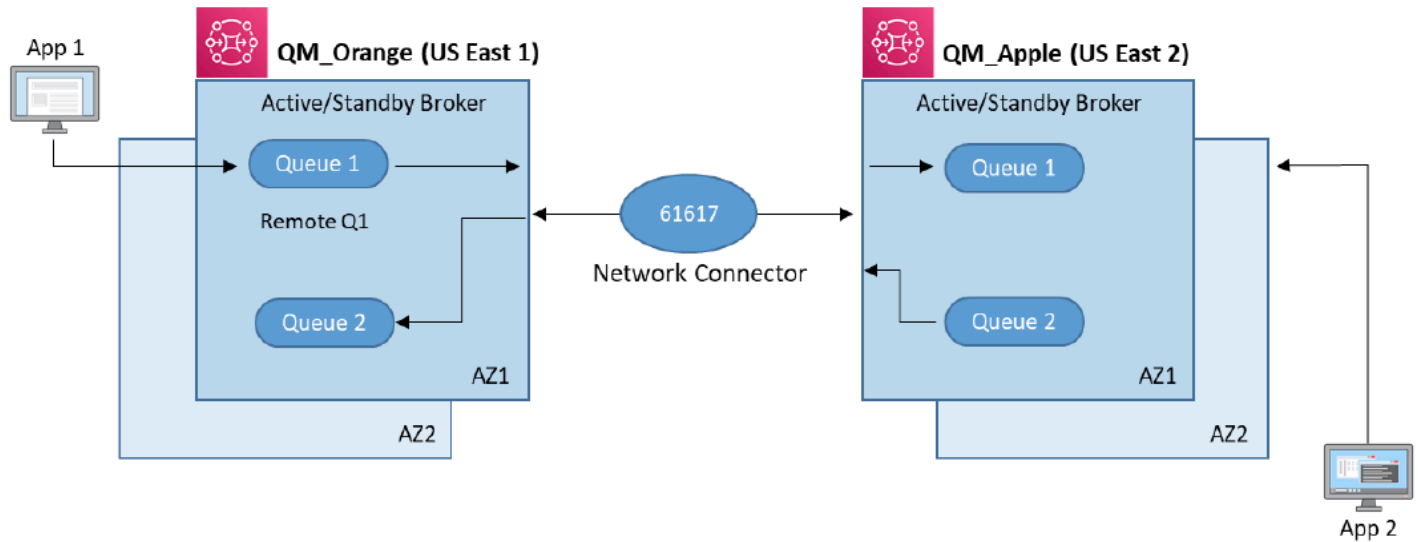 App 1
QM_Orange (US East 1)
Active/Standby Broker
Queue 1
Remote Q1
Queue 2
AZ1
AZ2
61617
Network Connector
QM_Apple (US East 2)
Active/Standby Broker
Queue 1
Queue 2
AZ1
AZ2
App 2